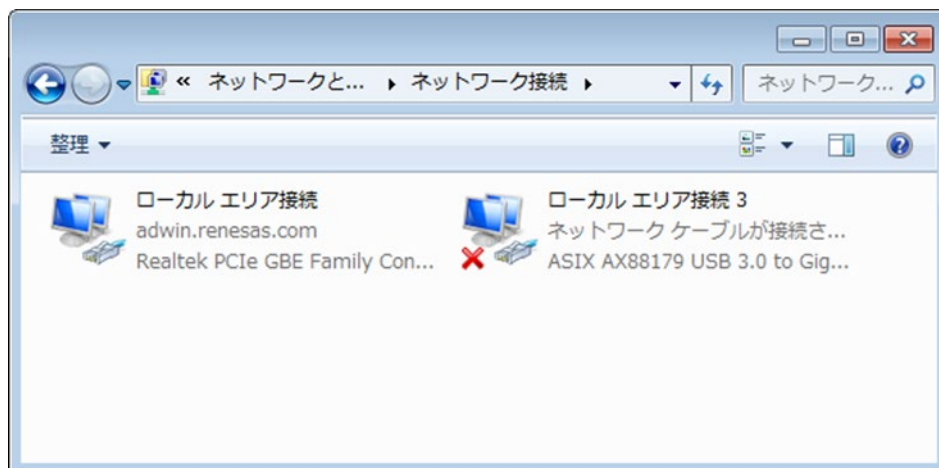 « ネットワークと... ネットワーク接続 ネットワーク...
整理
ローカル エリア接続
adwin.renesas.com
Realtek PCIe GBE Family Con...
ローカル エリア接続 3
ネットワーク ケーブルが接続さ...
ASIX AX88179 USB 3.0 to Gig...